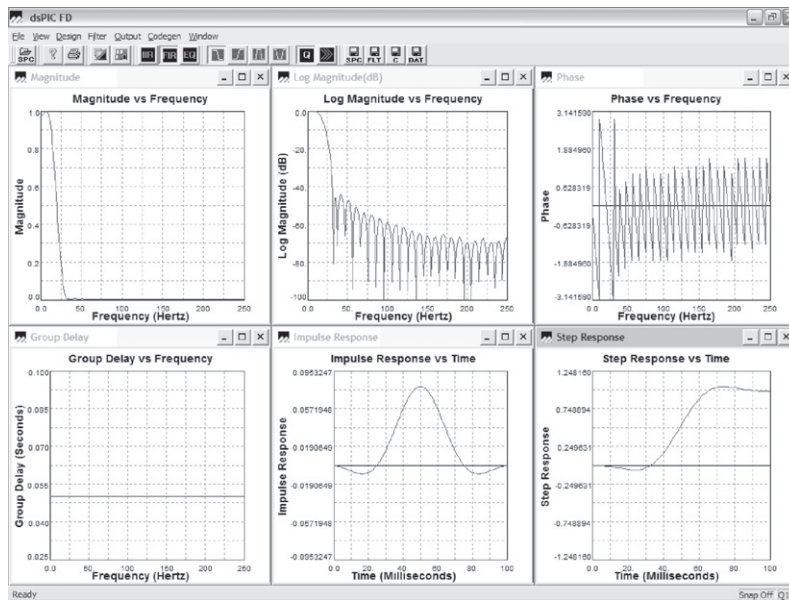 dsPIC FD
File View Design Filter Output Codegen Window
SPC ? IIR FIR EQ Q SPC FLT C DAT
Magnitude
Magnitude vs Frequency
Magnitude
1.0
0.8
0.6
0.4
0.2
0.0
0 50 100 150 200 250
Frequency (Hertz)
Log Magnitude(dB)
Log Magnitude vs Frequency
Log Magnitude (dB)
0
-20
-40
-60
-80
-100
0 50 100 150 200 250
Frequency (Hertz)
Phase
Phase vs Frequency
Phase
3.141590
1.884960
0.628319
-0.628319
-1.884960
-3.141590
0 50 100 150 200 250
Frequency (Hertz)
Group Delay
Group Delay vs Frequency
Group Delay (Seconds)
0.100
0.085
0.070
0.055
0.040
0.025
0 50 100 150 200 250
Frequency (Hertz)
Impulse Response
Impulse Response vs Time
Impulse Response
0.0953247
0.0571948
0.0190649
-0.0190649
-0.0571948
-0.0953247
0.0 20 40 60 80 100
Time (Milliseconds)
Step Response
Step Response vs Time
Step Response
1.248160
0.748894
0.249631
-0.249631
-0.748894
-1.248160
0.0 20 40 60 80 100
Time (Milliseconds)
Ready
Snap Off Q1